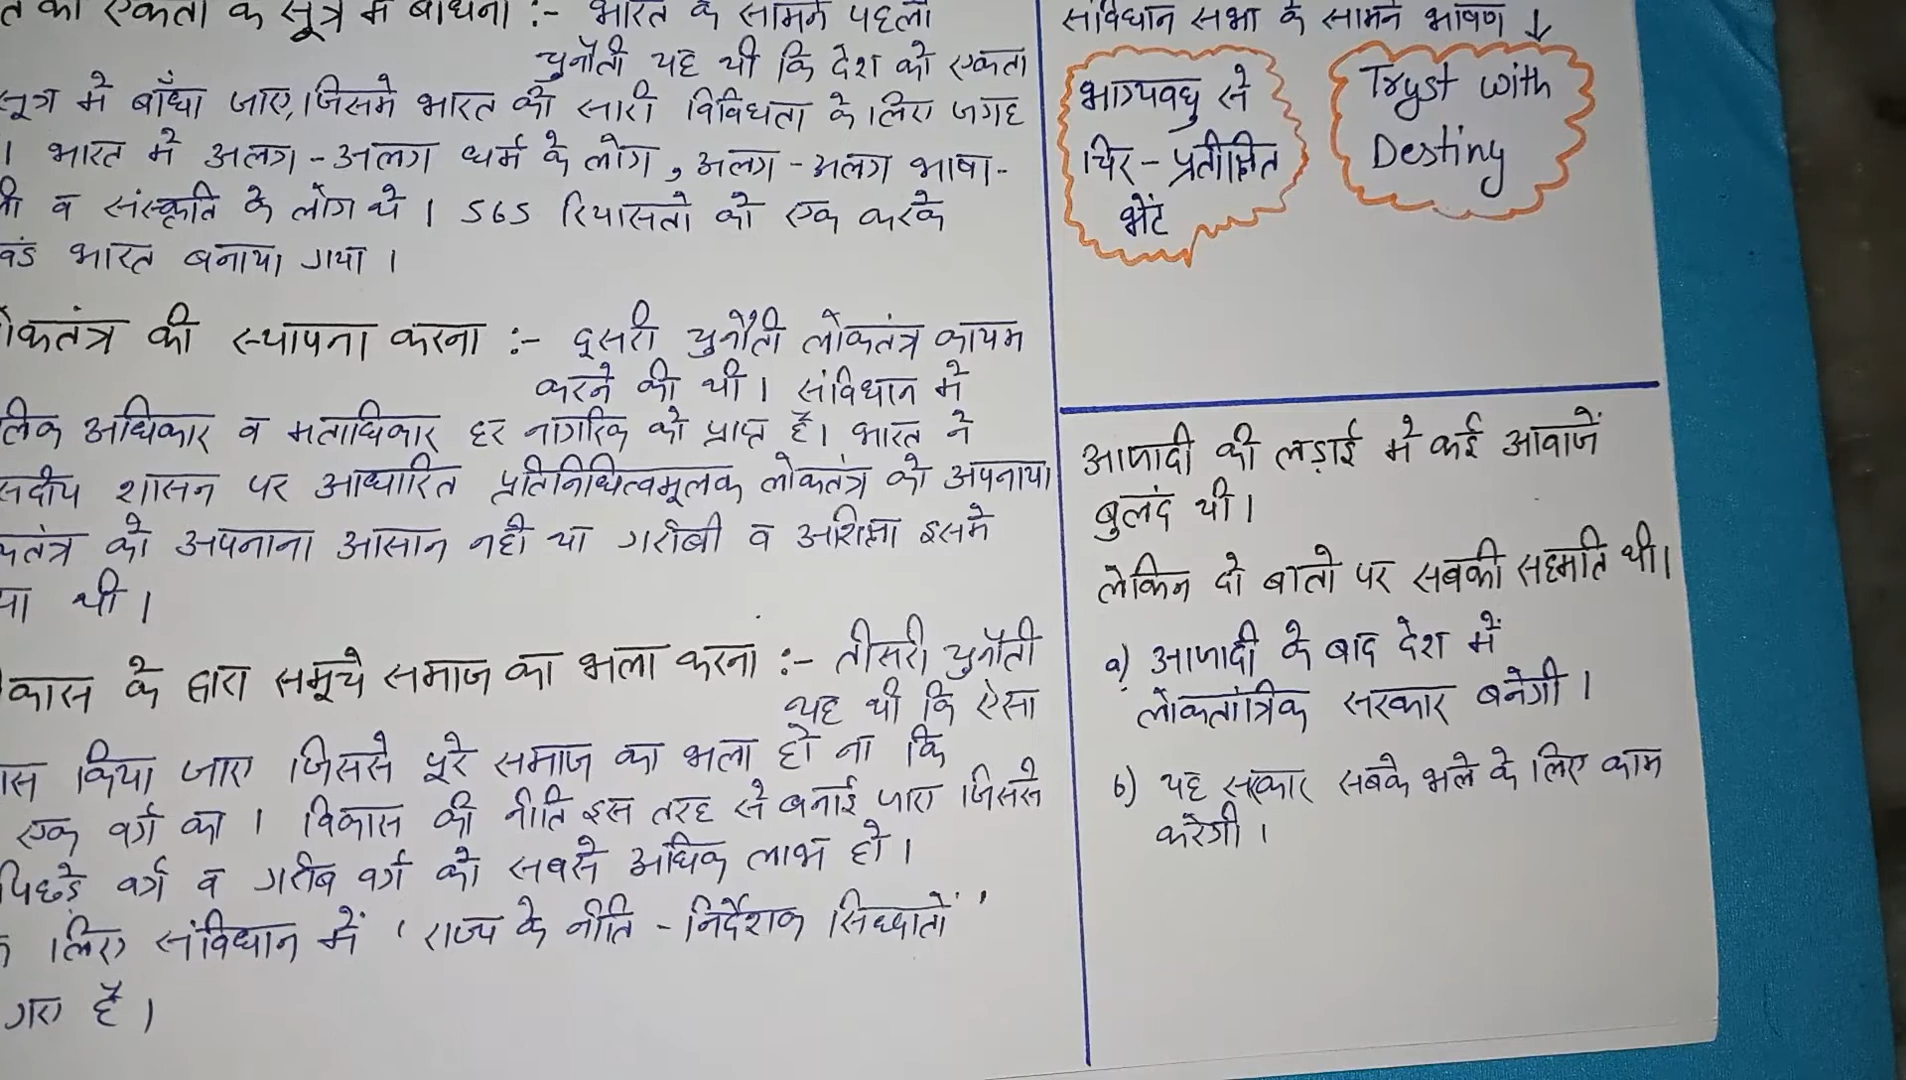 को एकता के सूत्र में बांधना :- भारत के सामने पहली
चुनौती यह थी कि देश को एकता
सूत्र में बाँधा जाए, जिसमे भारत की सारी विविधता के लिए जगह
। भारत में अलग - अलग धर्म के लोग, अलग - अलग भाषा-
व संस्कृति के लोग थे । 565 रियासतो को एक करके
भारत बनाया गया ।
की स्थापना करना :- दूसरी चुनौती लोकतंत्र कायम
करने की थी । संविधान में
अधिकार व मताधिकार हर नागरिक को प्राप्त है । भारत ने
शासन पर आधारित प्रतिनिधित्वमूलक लोकतंत्र को अपनाया
को अपनाना आसान नही था गरीबी व अशिक्षा इसमे
थी ।
के द्वारा समूचे समाज का भला करना :- तीसरी चुनौती
यह थी कि ऐसा
किया जाए जिससे पूरे समाज का भला हो ना कि
एक वर्ग का । विकास की नीति इस तरह से बनाई जाए जिससे
पिछडे वर्ग व गरीब वर्ग को सबसे अधिक लाभ हो ।
लिए संविधान में 'राज्य के नीति - निर्देशक सिध्दातों'
गए है ।
संविधान सभा के सामने भाषण ↓
भाग्यवधु से
चिर - प्रतीक्षित
भेंट
Tryst with
Destiny
आजादी की लड़ाई मे कई आवाजें
बुलंद थी ।
लेकिन दो बातो पर सबकी सहमति थी ।
a) आजादी के बाद देश में
लोकतांत्रिक सरकार बनेगी ।
b) यह सरकार सबके भले के लिए काम
करेगी ।